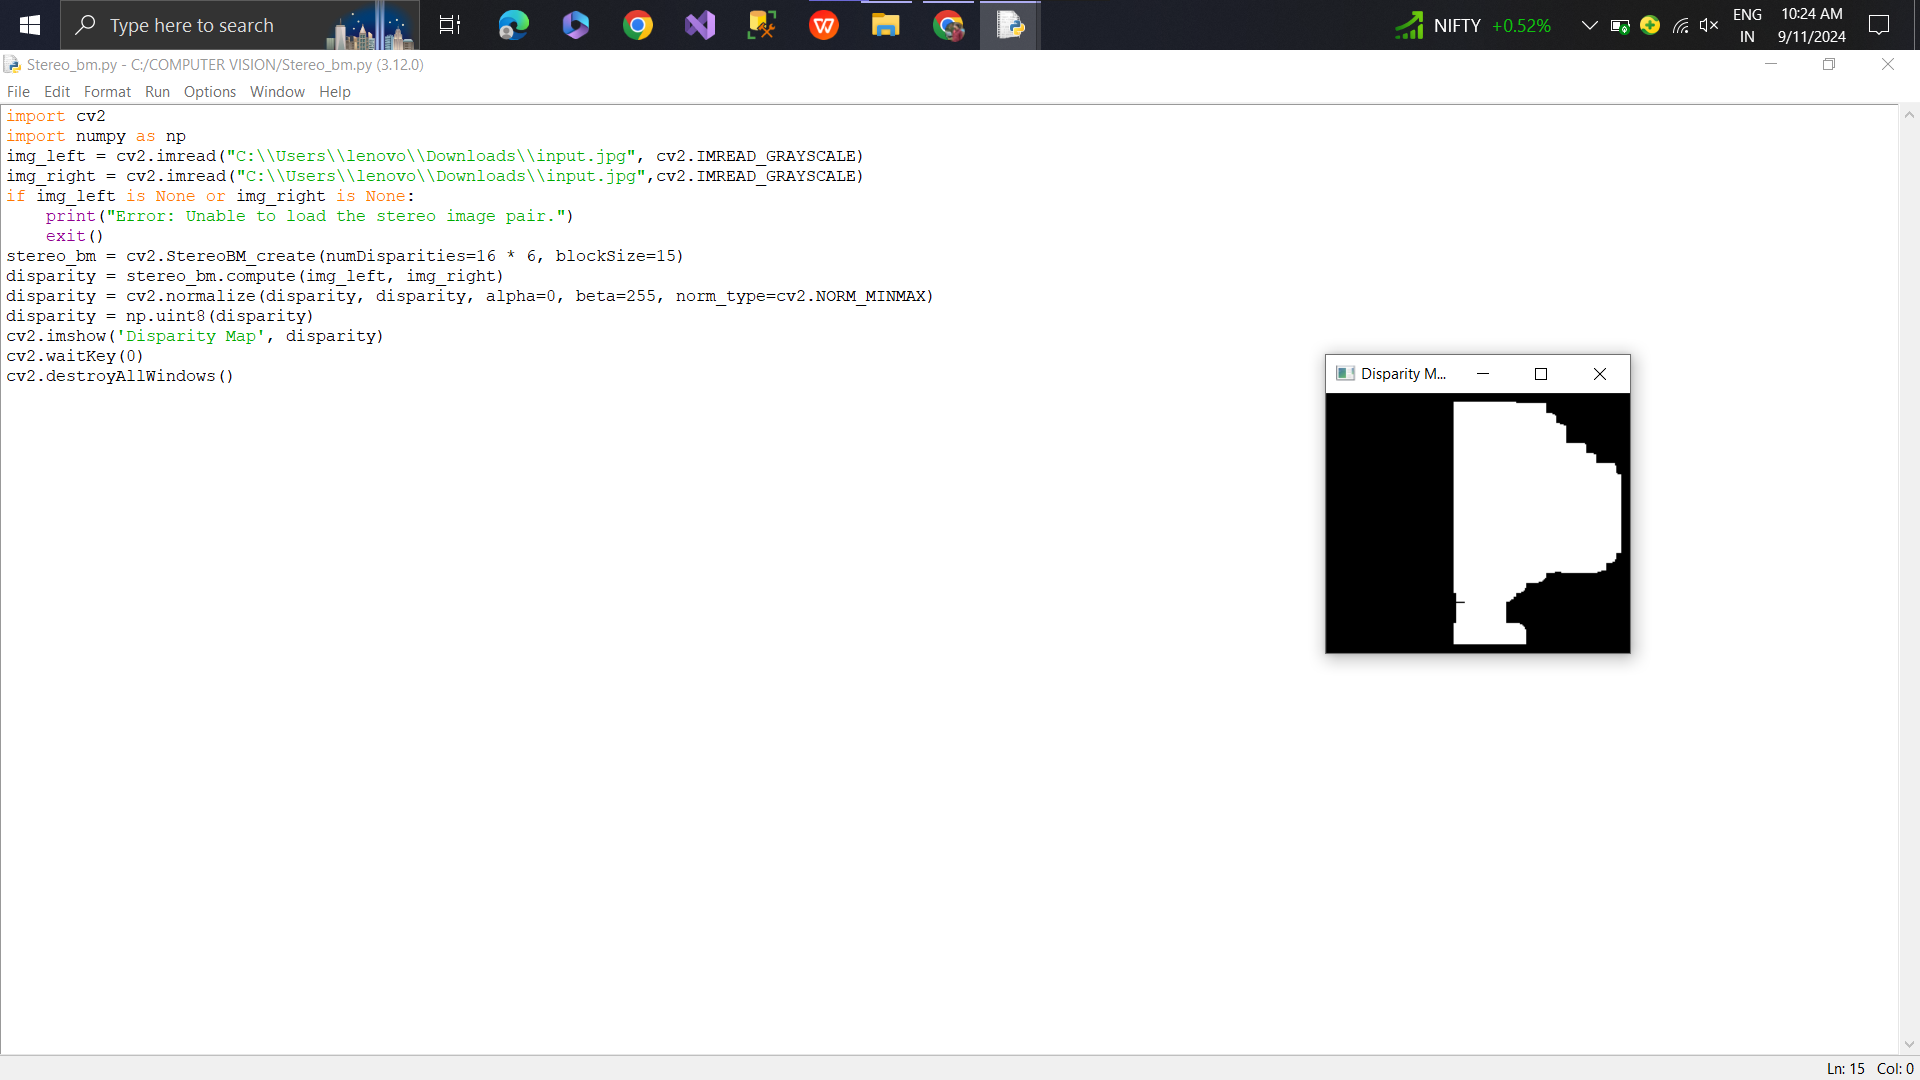 Type here to search
NIFTY +0.52%
ENG
IN
10:24 AM
9/11/2024
Stereo_bm.py - C:/COMPUTER VISION/Stereo_bm.py (3.12.0)
File Edit Format Run Options Window Help
import cv2
import numpy as np
img_left = cv2.imread("C:\\Users\\lenovo\\Downloads\\input.jpg", cv2.IMREAD_GRAYSCALE)
img_right = cv2.imread("C:\\Users\\lenovo\\Downloads\\input.jpg",cv2.IMREAD_GRAYSCALE)
if img_left is None or img_right is None:
    print("Error: Unable to load the stereo image pair.")
    exit()
stereo_bm = cv2.StereoBM_create(numDisparities=16 * 6, blockSize=15)
disparity = stereo_bm.compute(img_left, img_right)
disparity = cv2.normalize(disparity, disparity, alpha=0, beta=255, norm_type=cv2.NORM_MINMAX)
disparity = np.uint8(disparity)
cv2.imshow('Disparity Map', disparity)
cv2.waitKey(0)
cv2.destroyAllWindows()
Disparity M...
Ln: 15 Col: 0